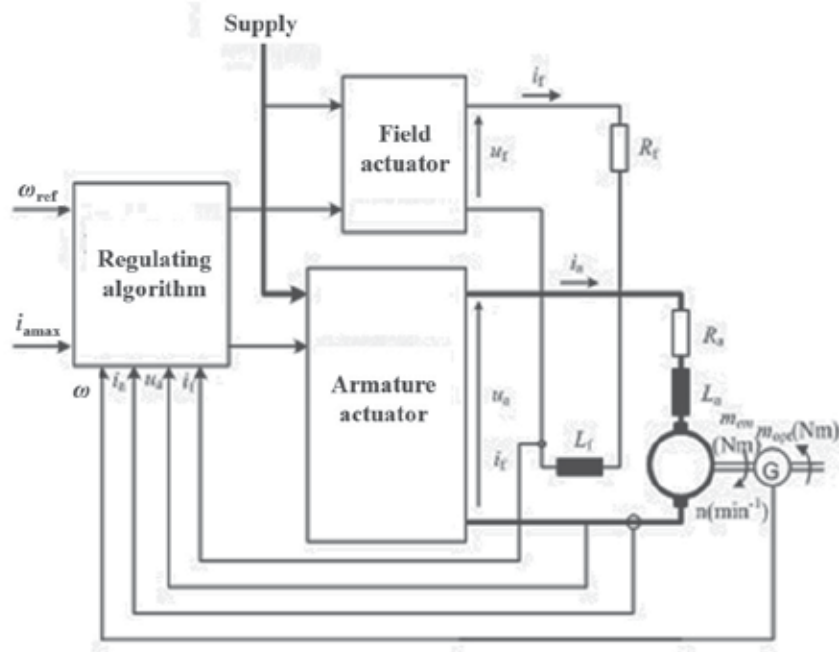 Supply
i_f
Field
actuator
u_f
R_f
ω_ref
Regulating
algorithm
i_a
i_amax
R_a
ω
i_a
u_a
i_f
Armature
actuator
u_a
L_a
i_f
L_f
m_em
(Nm)
m_opt(Nm)
G
n(min⁻¹)